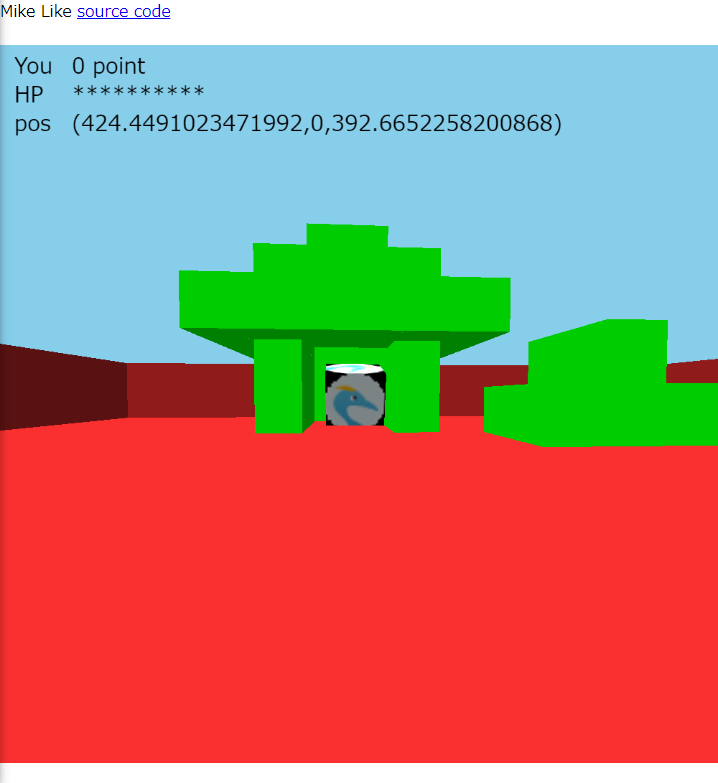 Mike Like source code
You 0 point
HP **********
pos (424.4491023471992,0,392.6652258200868)